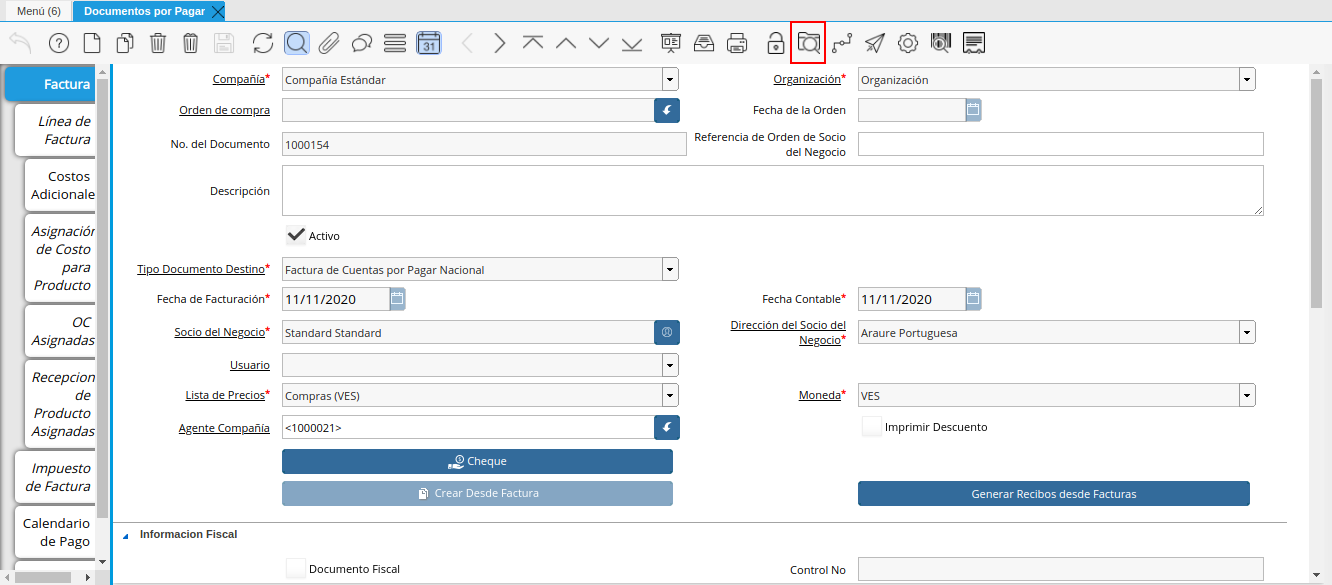 Menú (6)
Documentos por Pagar
31
Factura
Línea de
Factura
Costos
Adicionale
Asignación
de Costo
para
Producto
OC
Asignadas
Recepcion
de
Producto
Asignadas
Impuesto
de Factura
Calendario
de Pago
Compañía* Compañía Estándar Organización* Organización
Orden de compra Fecha de la Orden
No. del Documento 1000154 Referencia de Orden de Socio
del Negocio
Descripción
Activo
Tipo Documento Destino* Factura de Cuentas por Pagar Nacional
Fecha de Facturación* 11/11/2020 Fecha Contable* 11/11/2020
Socio del Negocio* Standard Standard Dirección del Socio del
Negocio* Araure Portuguesa
Usuario
Lista de Precios* Compras (VES) Moneda* VES
Agente Compañía <1000021> Imprimir Descuento
Cheque
Crear Desde Factura Generar Recibos desde Facturas
Informacion Fiscal
Documento Fiscal Control No